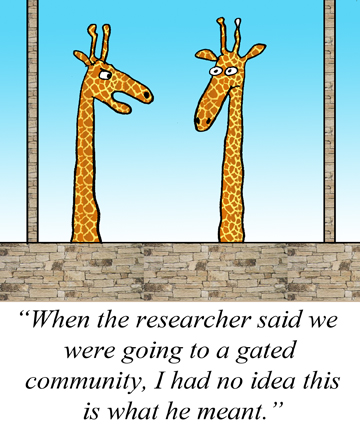 “When the researcher said we
were going to a gated
community, I had no idea this
is what he meant.”